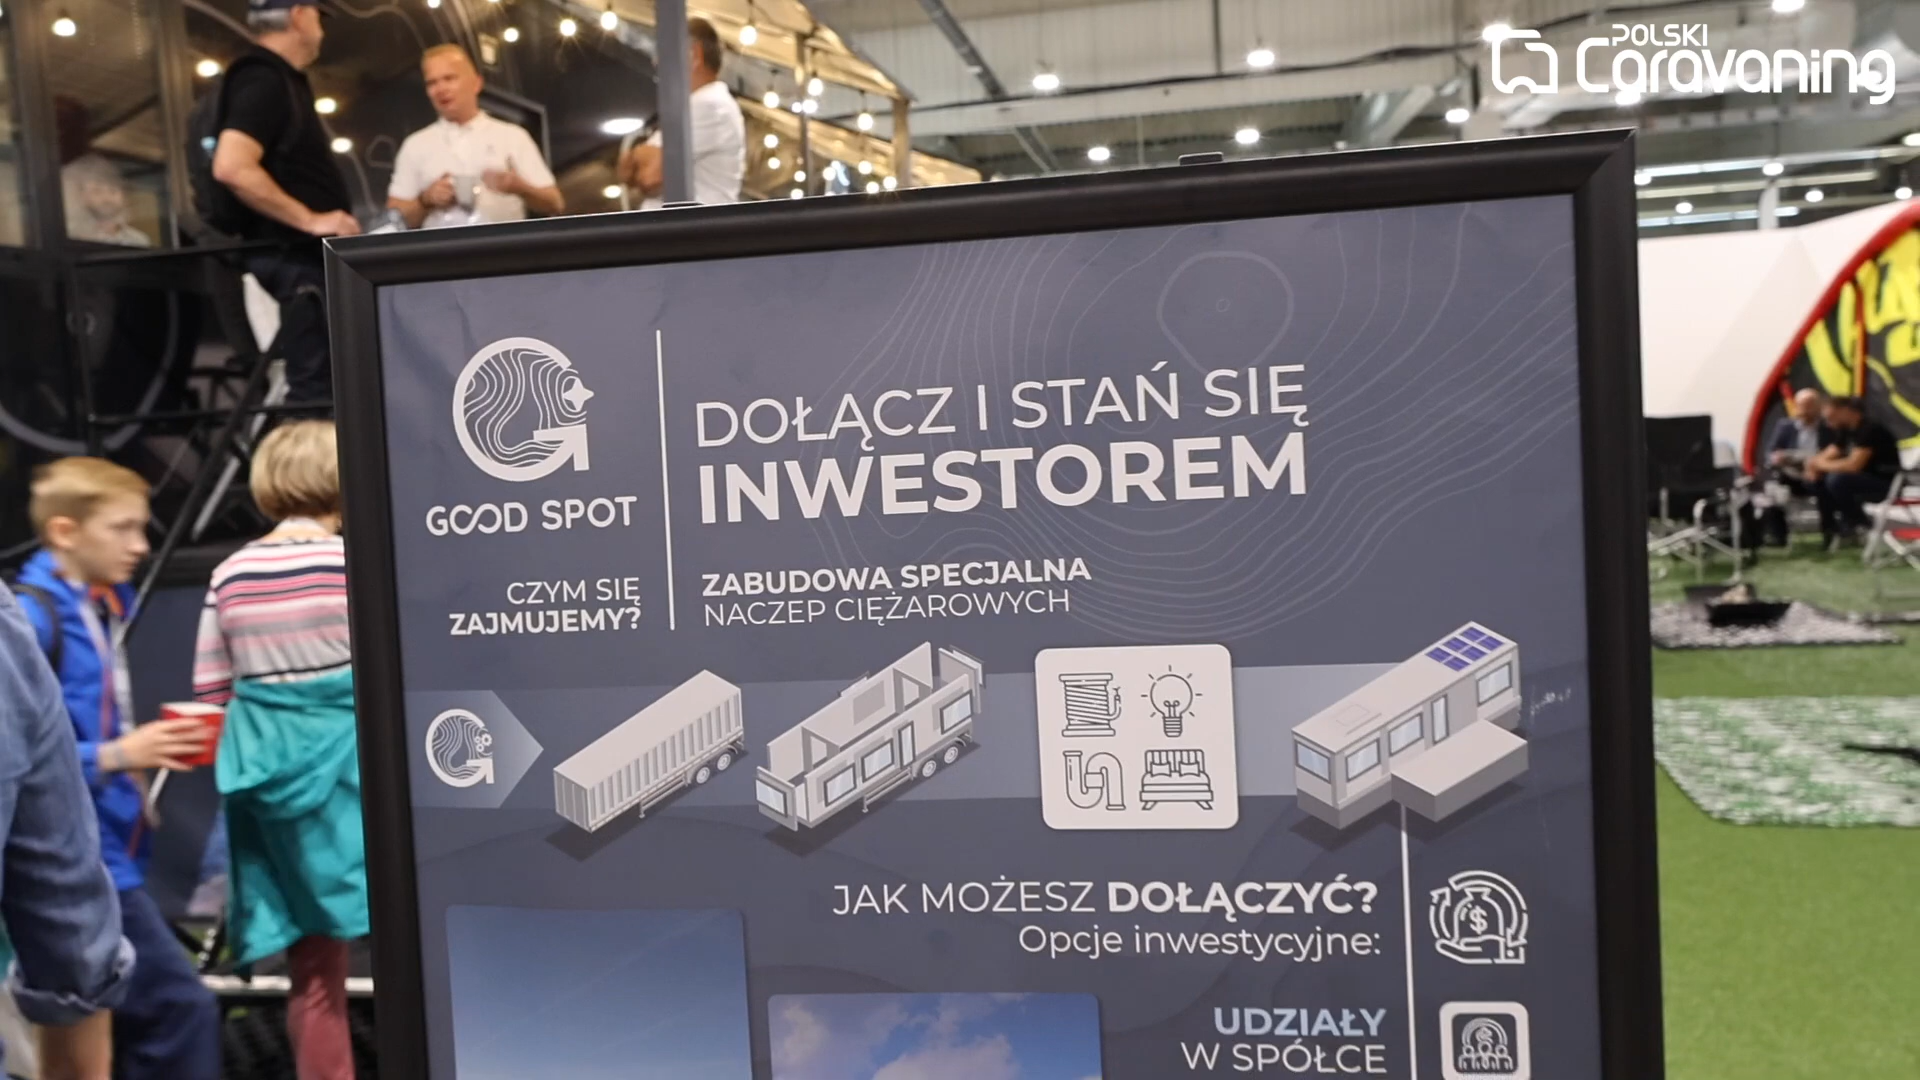 POLSKI
Caravaning
GOOD SPOT
DOŁĄCZ I STAŃ SIĘ
INWESTOREM
CZYM SIĘ
ZAJMUJEMY?
ZABUDOWA SPECJALNA
NACZEP CIĘŻAROWYCH
JAK MOŻESZ DOŁĄCZYĆ?
Opcje inwestycyjne:
UDZIAŁY
W SPÓŁCE